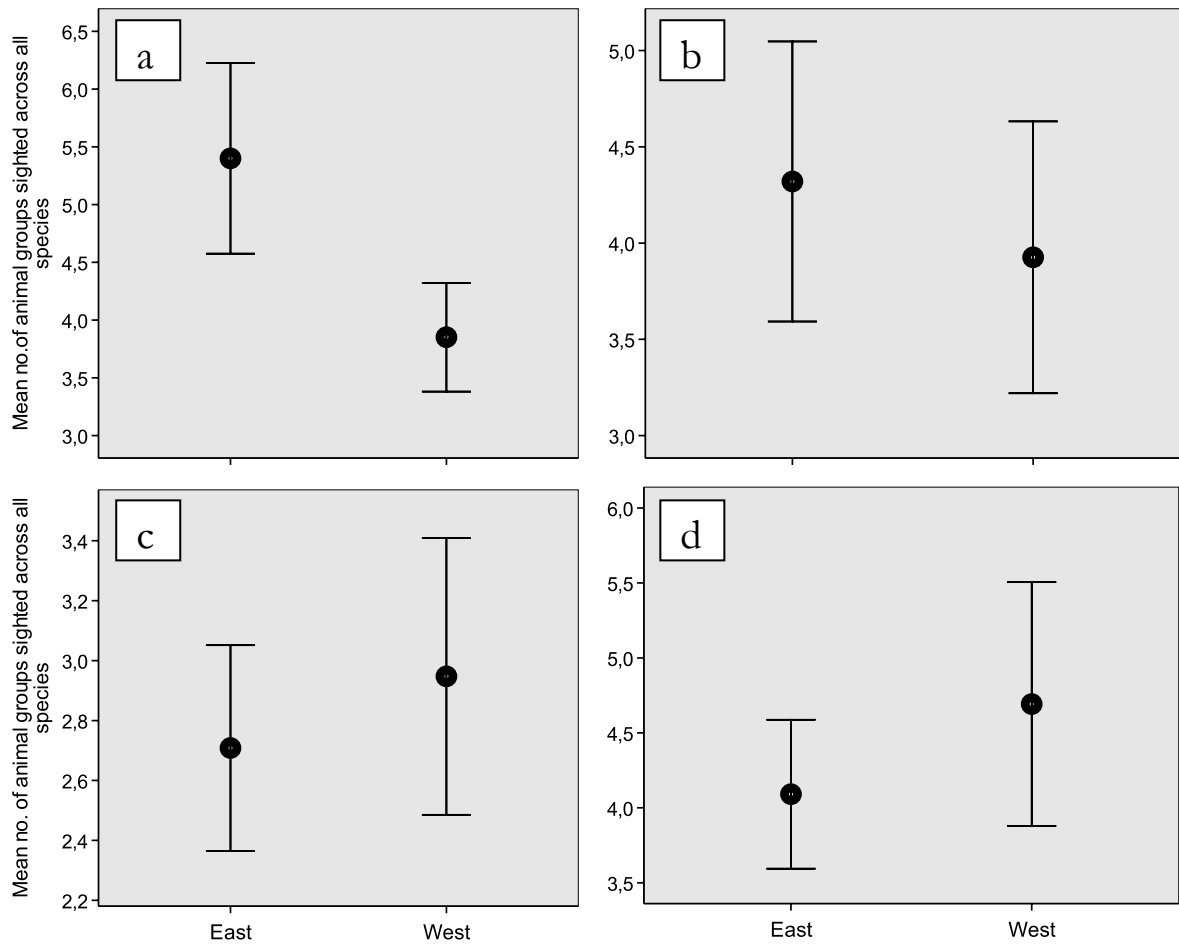 Mean no.of animal groups sighted across all
species
6,5
6,0
5,5
5,0
4,5
4,0
3,5
3,0
a
5,0
4,5
4,0
3,5
3,0
b
Mean no. of animal groups sighted across all
species
3,4
3,2
3,0
2,8
2,6
2,4
2,2
c
East West
6,0
5,5
5,0
4,5
4,0
3,5
d
East West